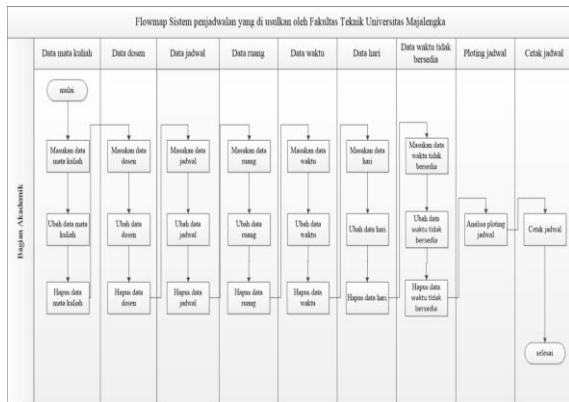 Flowmap Sistem penjadwalan yang di usulkan oleh Fakultas Teknik Universitas Majalengka
Data mata kuliah
Data dosen
Data jadwal
Data ruang
Data waktu
Data hari
Data waktu tidak
bersedia
Ploting jadwal
Cetak jadwal
Bagian Akademik
mulai
Masukan data
mata kuliah
Masukan data
dosen
Masukan data
jadwal
Masukan data
ruang
Masukan data
waktu
Masukan data
hari
Masukan data
waktu tidak
bersedia
Ubah data mata
kuliah
Ubah data
dosen
Ubah data
jadwal
Ubah data
ruang
Ubah data
waktu
Ubah data hari
Ubah data
waktu tidak
bersedia
Analisa ploting
jadwal
Cetak jadwal
Hapus data
mata kuliah
Hapus data
dosen
Hapus data
jadwal
Hapus data
ruang
Hapus data
waktu
Hapus data hari
Hapus data
waktu tidak
bersedia
selesai